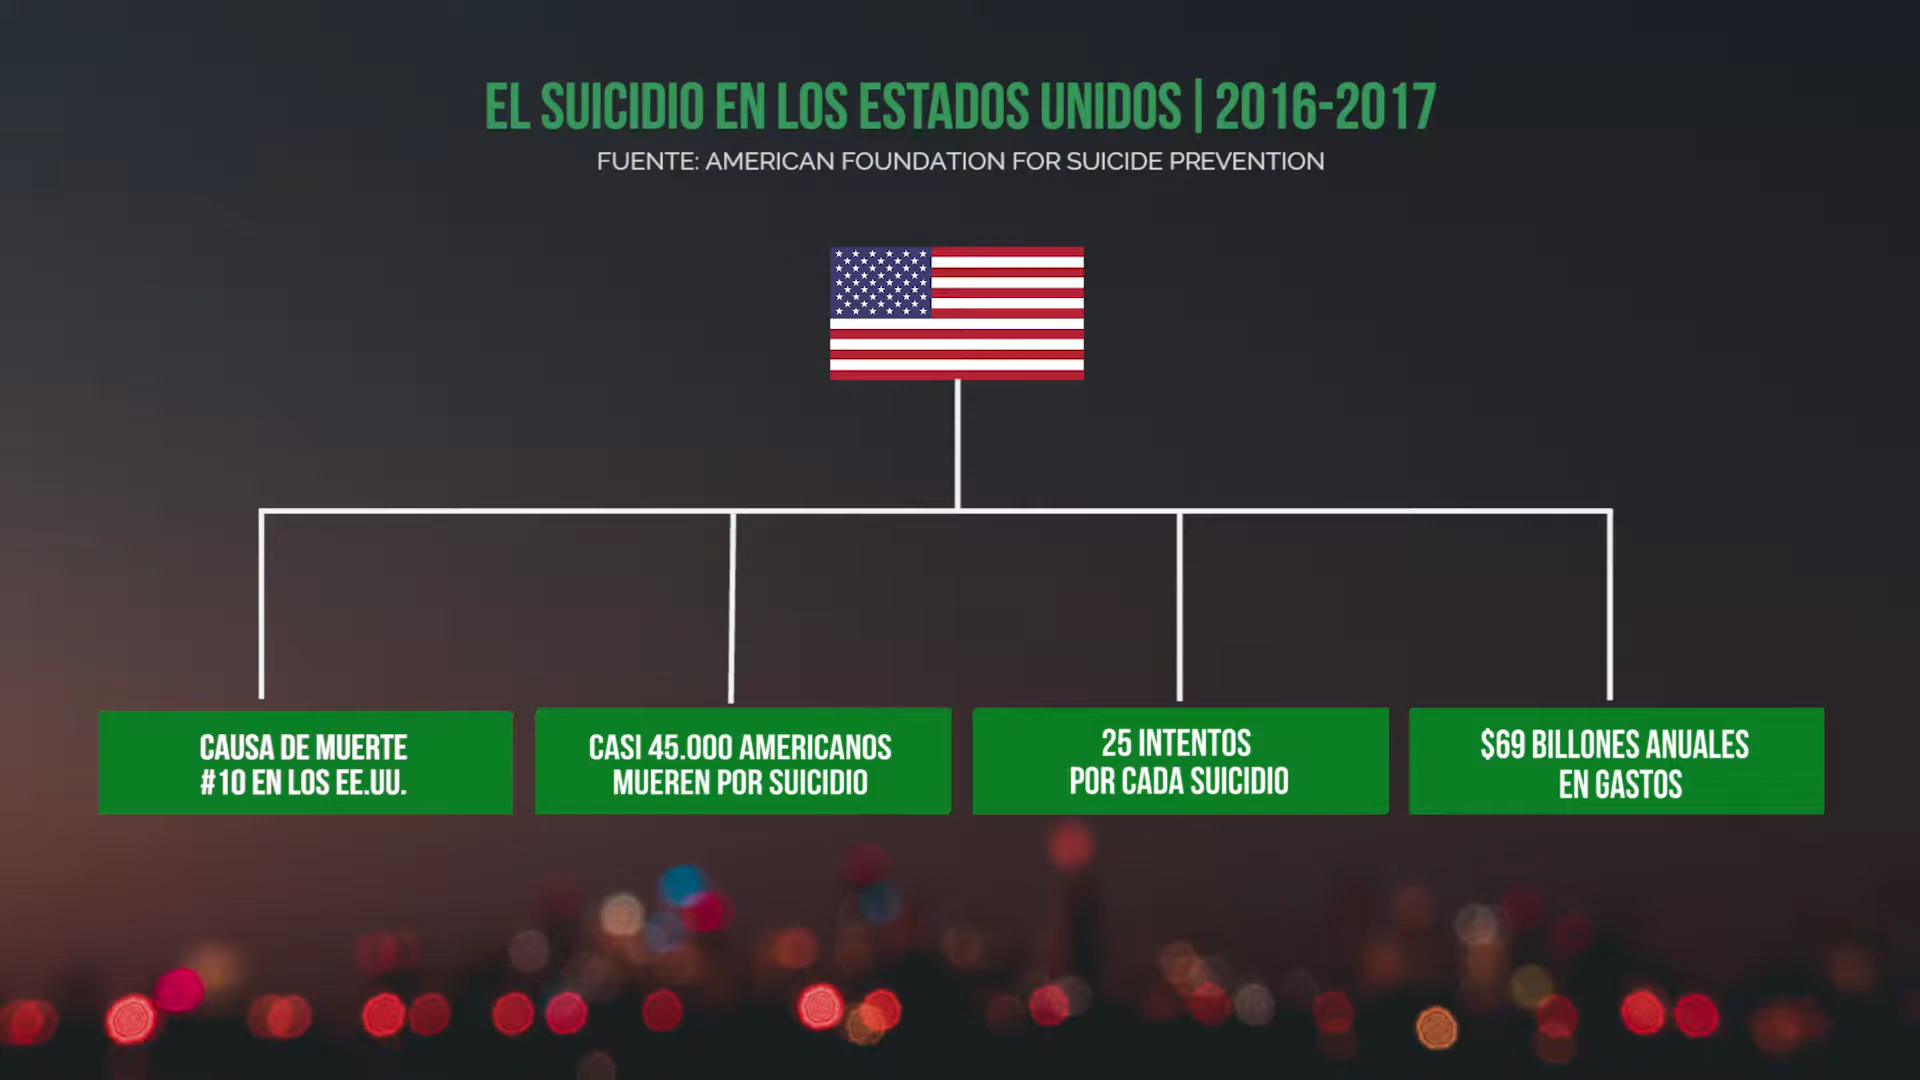 EL SUICIDIO EN LOS ESTADOS UNIDOS | 2016-2017
FUENTE: AMERICAN FOUNDATION FOR SUICIDE PREVENTION
CAUSA DE MUERTE
#10 EN LOS EE.UU.
CASI 45.000 AMERICANOS
MUEREN POR SUICIDIO
25 INTENTOS
POR CADA SUICIDIO
$69 BILLONES ANUALES
EN GASTOS